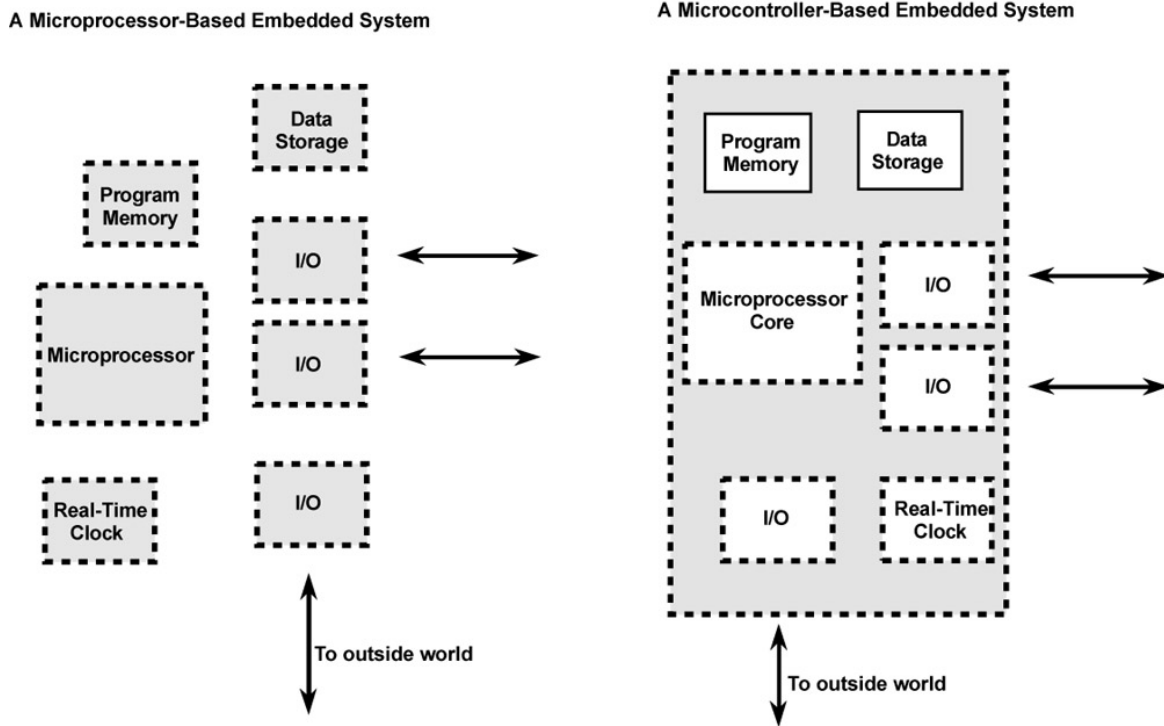 A Microprocessor-Based Embedded System
Data
Storage
Program
Memory
I/O
Microprocessor
I/O
Real-Time
Clock
I/O
To outside world
A Microcontroller-Based Embedded System
Program
Memory
Data
Storage
Microprocessor
Core
I/O
I/O
I/O
Real-Time
Clock
To outside world